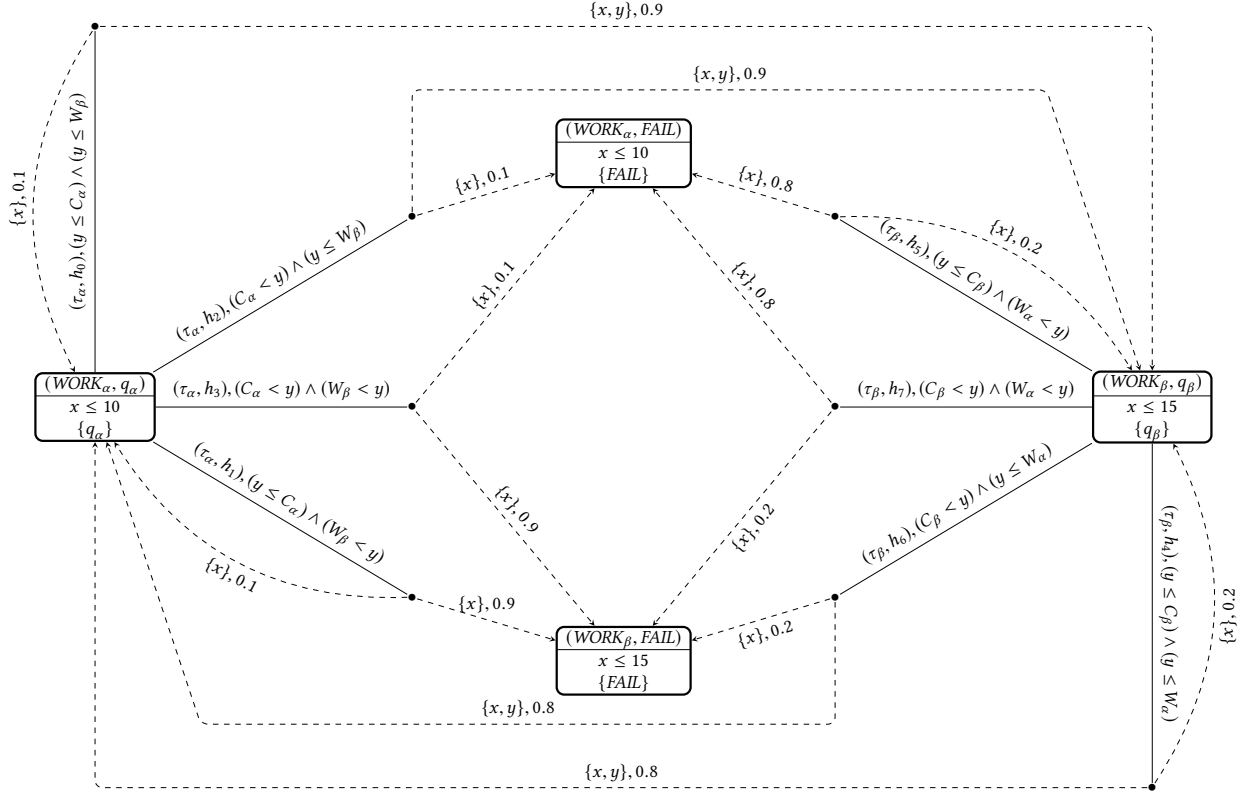 {x, y}, 0.9
{x, y}, 0.9
{x}, 0.1
(τα, h0), (y ≤ Cα) ∧ (y ≤ Wβ)
(WORKα, FAIL)
x ≤ 10
{FAIL}
{x}, 0.1
{x}, 0.8
(τα, h2), (Cα < y) ∧ (y ≤ Wβ)
(τβ, h5), (y ≤ Cβ) ∧ (Wα < y)
{x}, 0.2
{x}, 0.1
{x}, 0.8
(WORKα, qα)
x ≤ 10
{qα}
(τα, h3), (Cα < y) ∧ (Wβ < y)
(τβ, h7), (Cβ < y) ∧ (Wα < y)
(WORKβ, qβ)
x ≤ 15
{qβ}
(τα, h1), (y ≤ Cα) ∧ (Wβ < y)
{x}, 0.9
{x}, 0.2
(τβ, h6), (Cβ < y) ∧ (y ≤ Wα)
{x}, 0.1
{x}, 0.9
{x}, 0.2
(WORKβ, FAIL)
x ≤ 15
{FAIL}
(τβ, h4), (y ≤ Cβ) ∧ (y ≤ Wα)
{x}, 0.2
{x, y}, 0.8
{x, y}, 0.8